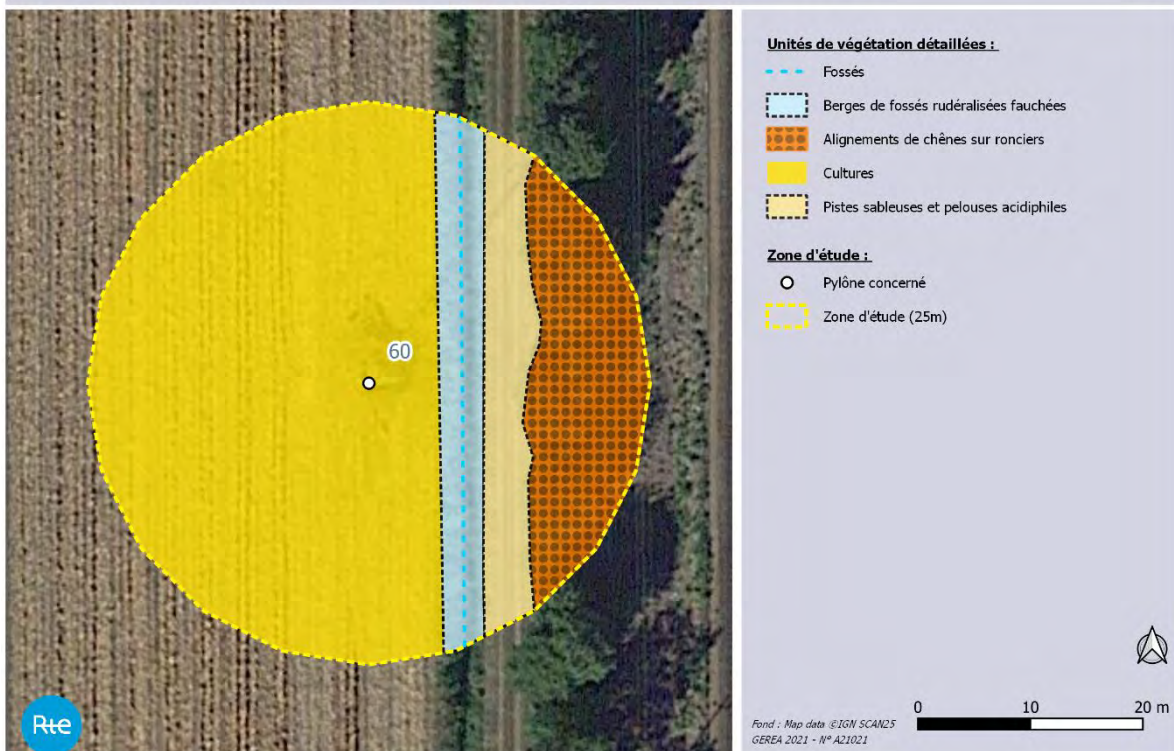 60
Rte
Unités de végétation détaillées :
Fossés
Berges de fossés rudéralisées fauchées
Alignements de chênes sur ronciers
Cultures
Pistes sableuses et pelouses acidiphiles
Zone d'étude :
Pylône concerné
Zone d'étude (25m)
0 10 20 m
Fond : Map data ©IGN SCAN25
GEREA 2021 - N° A21021